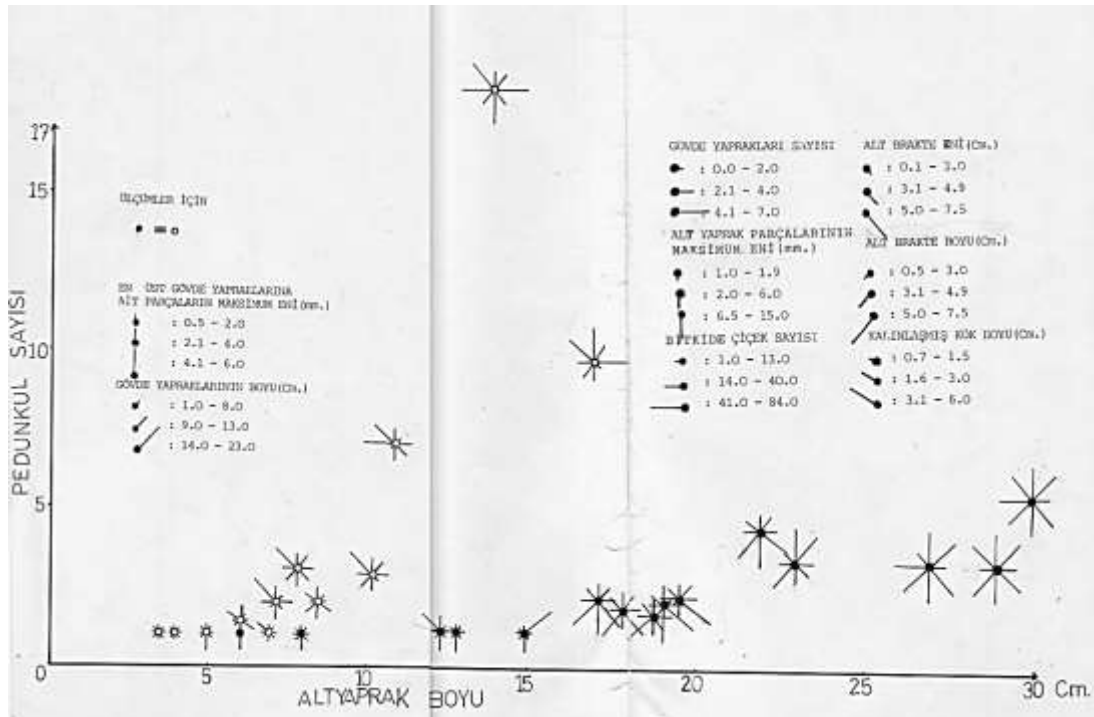 17
15
10
5
0
PEDUNKUL SAYISI
ÖLÇÜMLER İÇİN
EN ÜST GÖVDE YAPRAKLARINA
AİT PARÇALARIN MAKSİMUM ENİ(mm.)
: 0.5 - 2.0
: 2.1 - 4.0
: 4.1 - 6.0
GÖVDE YAPRAKLARININ BOYU(Cm.)
: 1.0 - 8.0
: 9.0 - 13.0
: 14.0 - 23.0
GÖVDE YAPRAKLARI SAYISI
: 0.0 - 2.0
: 2.1 - 4.0
: 4.1 - 7.0
ALT YAPRAK PARÇALARININ
MAKSİMUM ENİ(mm.)
: 1.0 - 1.9
: 2.0 - 6.0
: 6.5 - 15.0
BİTKİDE ÇİÇEK SAYISI
: 1.0 - 13.0
: 14.0 - 40.0
: 41.0 - 84.0
ALT BRAKTE ENİ(Cm.)
: 0.1 - 3.0
: 3.1 - 4.9
: 5.0 - 7.5
ALT BRAKTE BOYU(Cm.)
: 0.5 - 3.0
: 3.1 - 4.9
: 5.0 - 7.5
KALINLAŞMIŞ KÖK BOYU(Cm.)
: 0.7 - 1.5
: 1.6 - 3.0
: 3.1 - 6.0
5
10
15
20
25
30 Cm.
ALTYAPRAK BOYU